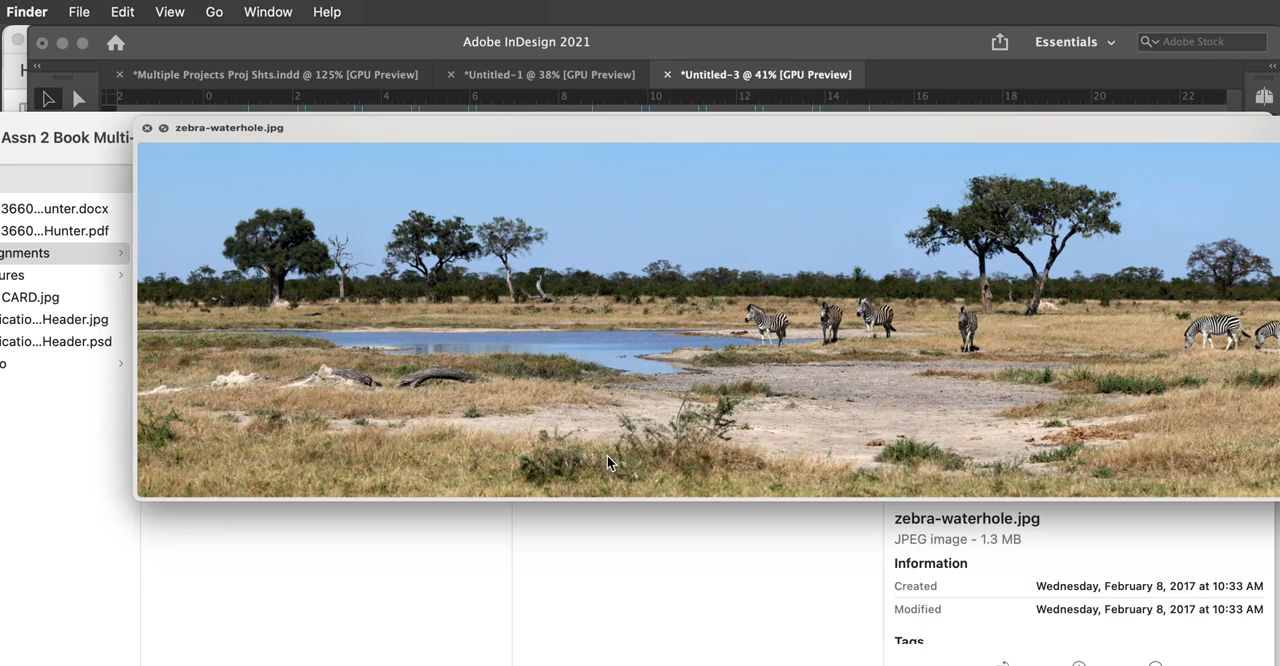 Finder File Edit View Go Window Help
Adobe InDesign 2021
Essentials
Adobe Stock
*Multiple Projects Proj Shts.indd @ 125% [GPU Preview]
*Untitled-1 @ 38% [GPU Preview]
*Untitled-3 @ 41% [GPU Preview]
2 0 2 4 6 8 10 12 14 16 18 20 22
Assn 2 Book Multi-
zebra-waterhole.jpg
3660...unter.docx
3660...Hunter.pdf
gnments
ures
CARD.jpg
icatio...Header.jpg
icatio...Header.psd
o
zebra-waterhole.jpg
JPEG image - 1.3 MB
Information
Created Wednesday, February 8, 2017 at 10:33 AM
Modified Wednesday, February 8, 2017 at 10:33 AM
Tags